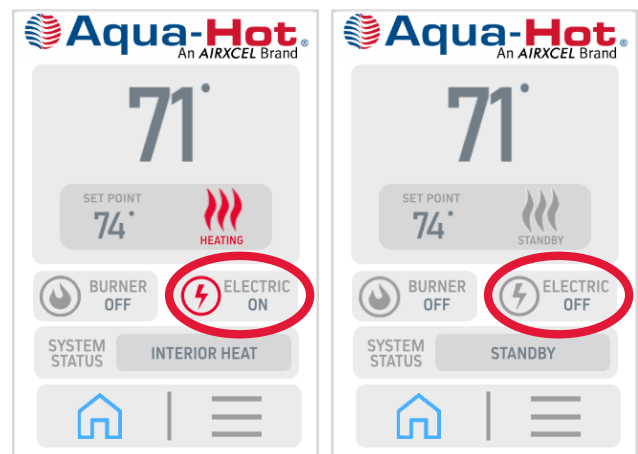 Aqua-Hot®
An AIRXCEL Brand
71°
SET POINT
74°
HEATING
BURNER
OFF
ELECTRIC
ON
SYSTEM
STATUS
INTERIOR HEAT
Aqua-Hot®
An AIRXCEL Brand
71°
SET POINT
74°
STANDBY
BURNER
OFF
ELECTRIC
OFF
SYSTEM
STATUS
STANDBY